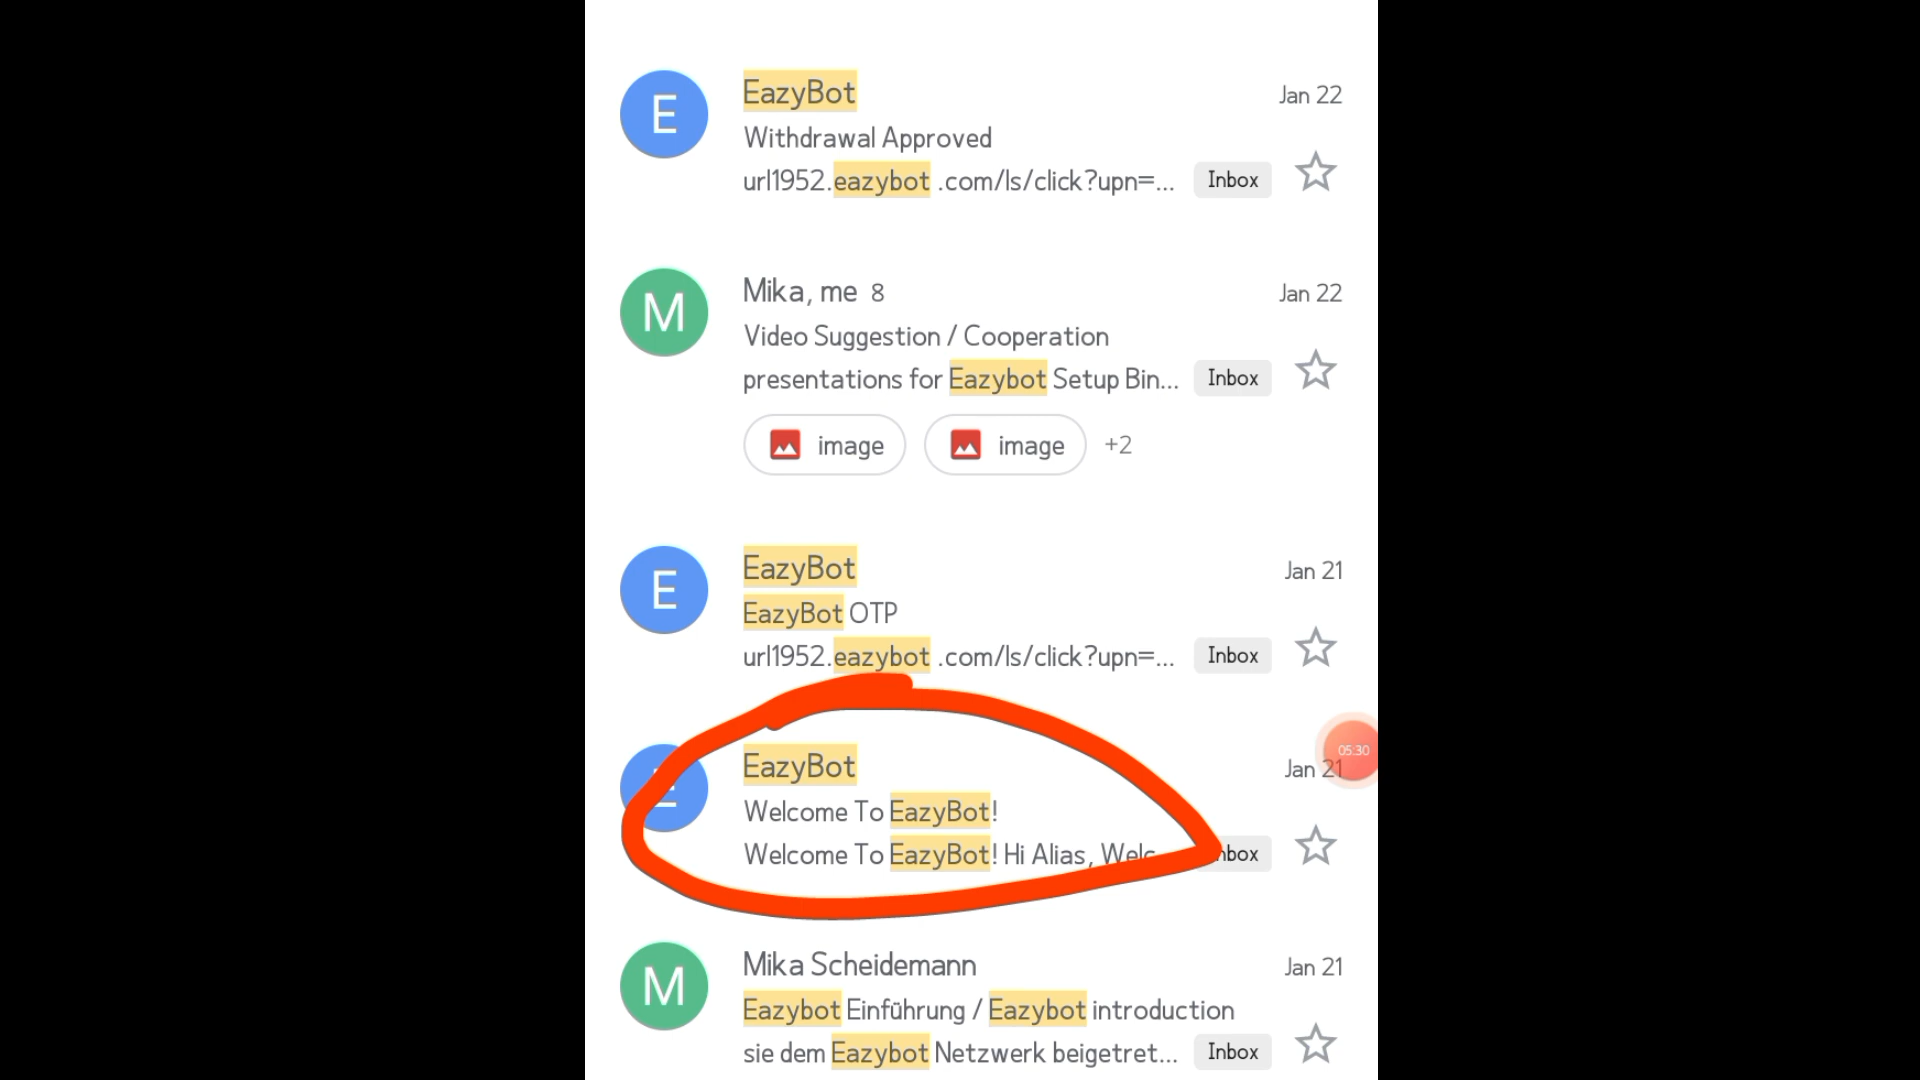 E
EazyBot
Jan 22
Withdrawal Approved
url1952.eazybot .com/ls/click?upn=...
Inbox
M
Mika, me 8
Jan 22
Video Suggestion / Cooperation
presentations for Eazybot Setup Bin...
Inbox
image
image
+2
E
EazyBot
Jan 21
EazyBot OTP
url1952.eazybot .com/ls/click?upn=...
Inbox
EazyBot
Jan 21
05:30
Welcome To EazyBot!
Welcome To EazyBot! Hi Alias, Welc
M
Mika Scheidemann
Jan 21
Eazybot Einführung / Eazybot introduction
sie dem Eazybot Netzwerk beigetret...
Inbox